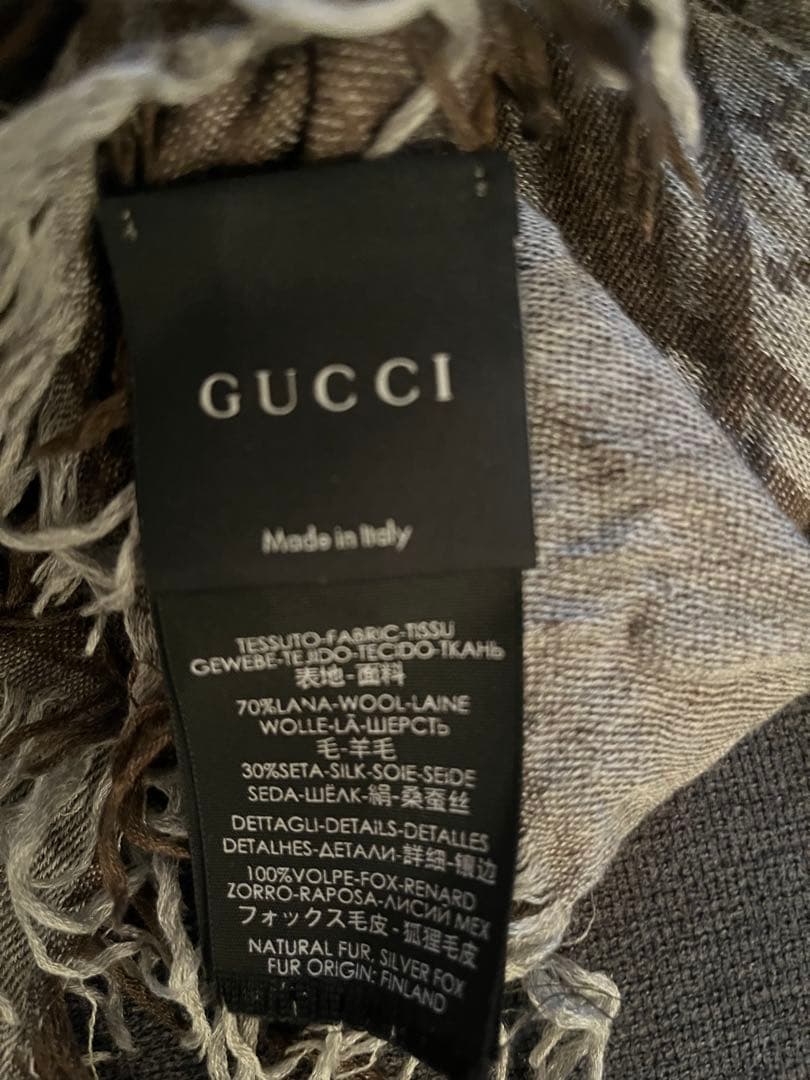 GUCCI
Made in Italy
TESSUTO-FABRIC-TISSU
GEWEBE-TEJIDO-TECIDO-ТКАНЬ
表地-面料
70%LANA-WOOL-LAINE
WOLLE-LÃ-ШЕРСТЬ
毛-羊毛
30%SETA-SILK-SOIE-SEIDE
SEDA-ШЁЛК-絹-桑蚕丝
DETTAGLI-DETAILS-DETALLES
DETALHES-ДЕТАЛИ-詳細-镶边
100%VOLPE-FOX-RENARD
ZORRO-RAPOSA-ЛИСИЙ МЕХ
フォックス毛皮-狐狸毛皮
NATURAL FUR, SILVER FOX
FUR ORIGIN: FINLAND